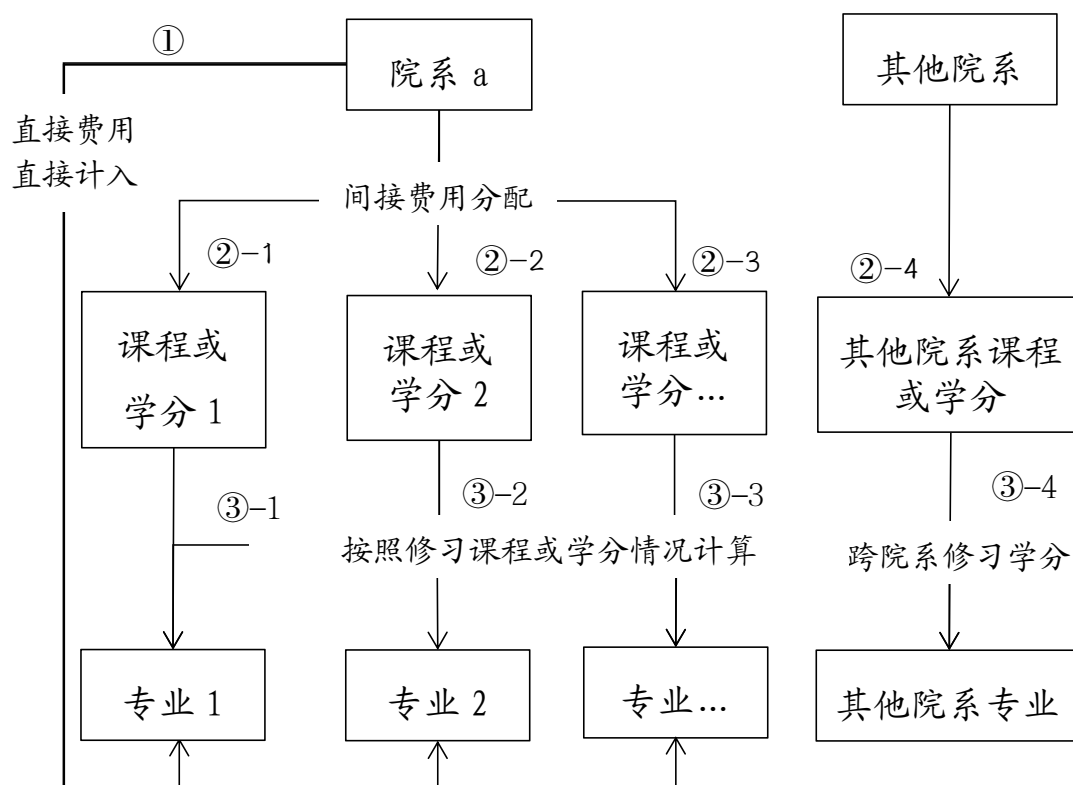 ①
院系 a
其他院系
直接费用
直接计入
间接费用分配
②-1
②-2
②-3
②-4
课程或
学分 1
课程或
学分 2
课程或
学分…
其他院系课程
或学分
③-1
③-2
③-3
③-4
按照修习课程或学分情况计算
跨院系修习学分
专业 1
专业 2
专业…
其他院系专业